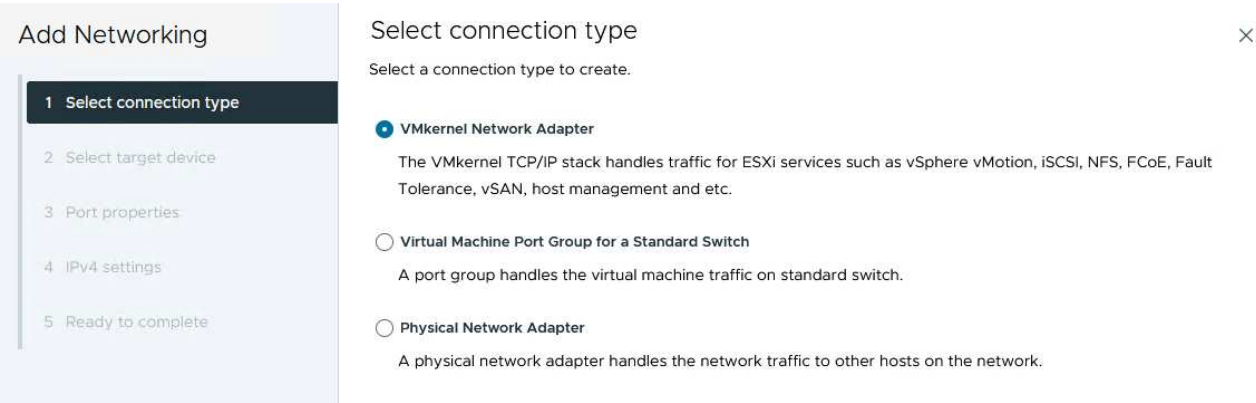 Add Networking
1 Select connection type
2 Select target device
3 Port properties
4 IPv4 settings
5 Ready to complete
Select connection type
Select a connection type to create.
VMkernel Network Adapter
The VMkernel TCP/IP stack handles traffic for ESXi services such as vSphere vMotion, iSCSI, NFS, FCoE, Fault
Tolerance, vSAN, host management and etc.
Virtual Machine Port Group for a Standard Switch
A port group handles the virtual machine traffic on standard switch.
Physical Network Adapter
A physical network adapter handles the network traffic to other hosts on the network.